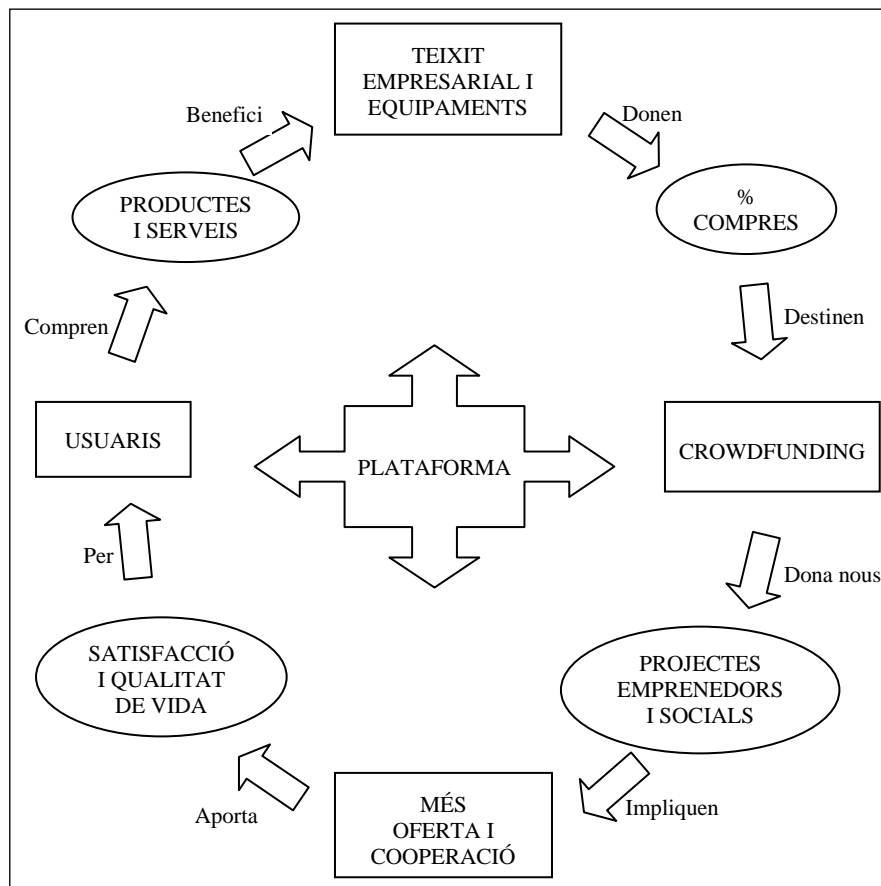 TEIXIT
EMPRESARIAL I
EQUIPAMENTS
Donen
%
COMPRES
Destinen
CROWDFUNDING
Dona nous
PROJECTES
EMPRENEDORS
I SOCIALS
Impliquen
MÉS
OFERTA I
COOPERACIÓ
Aporta
SATISFACCIÓ
I QUALITAT
DE VIDA
Per
USUARIS
Compren
PRODUCTES
I SERVEIS
Benefici
PLATAFORMA